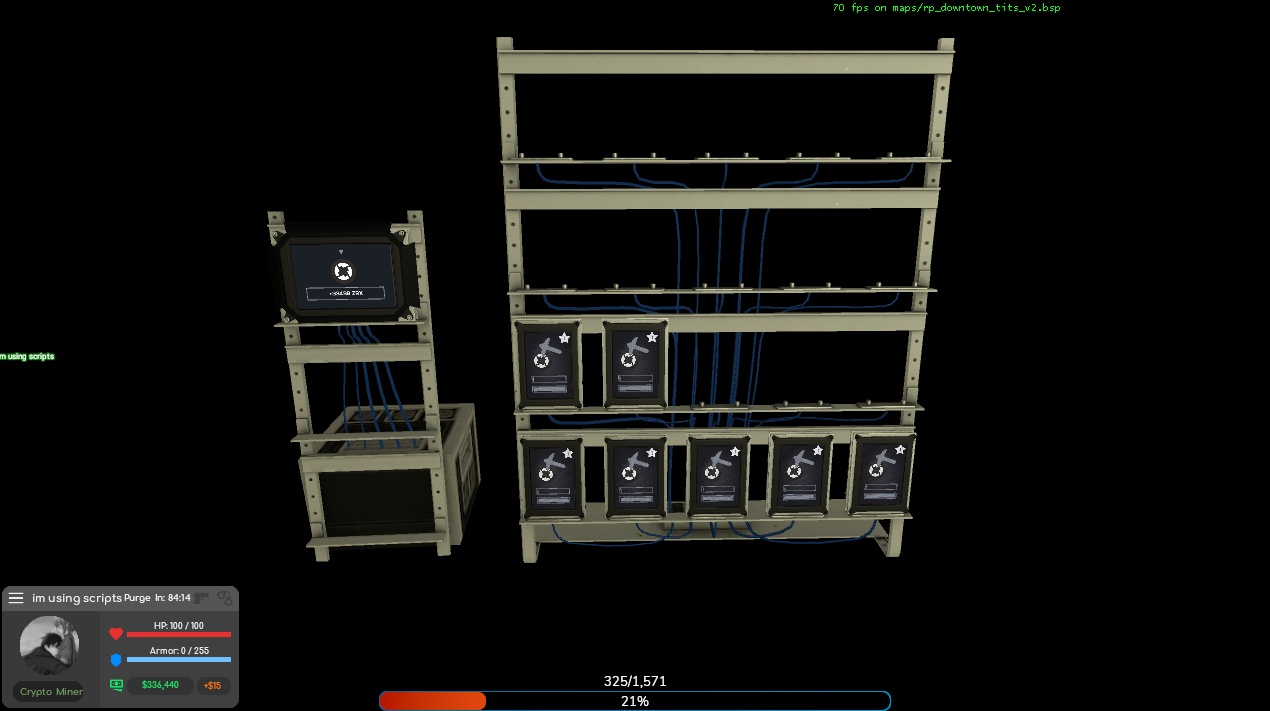 70 fps on maps/rp_downtown_tits_v2.bsp
m using scripts
im using scripts Purge In: 84:14
HP: 100 / 100
Armor: 0 / 255
Crypto Miner
$336,440
+$15
325/1,571
21%